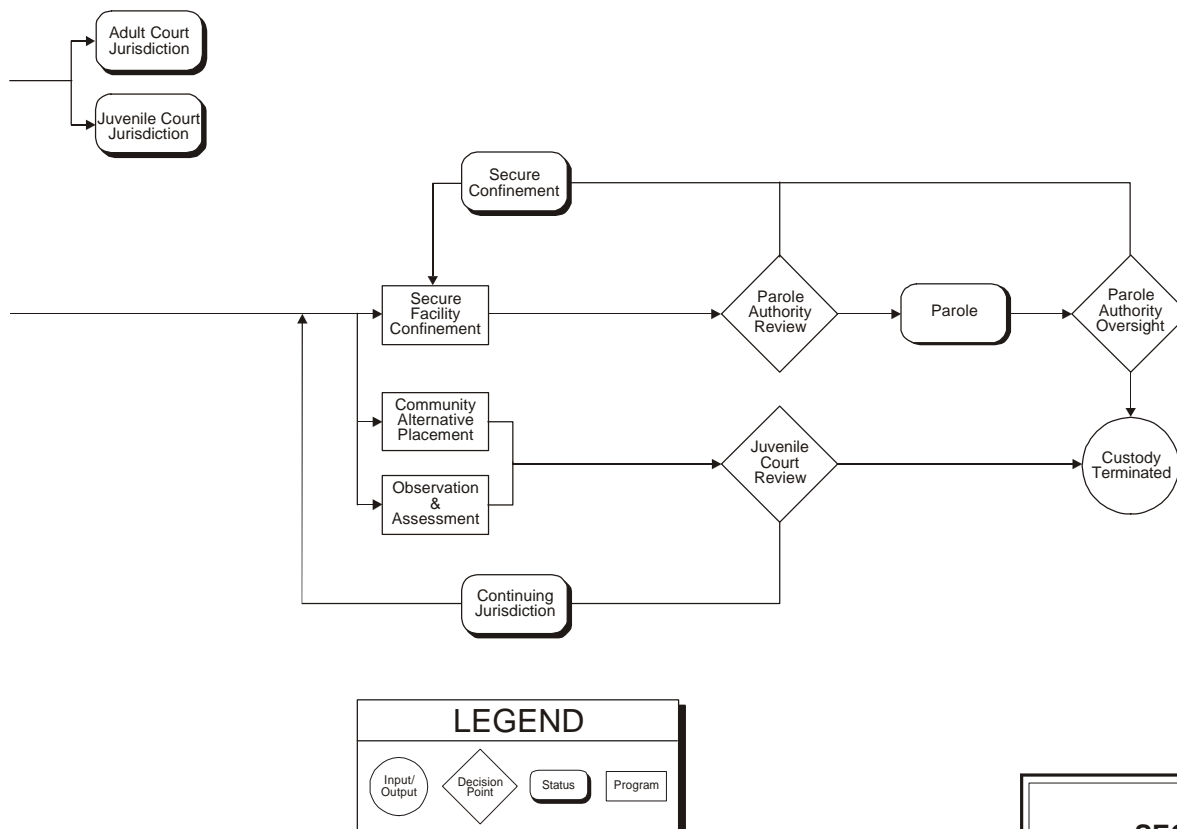 Adult Court
Jurisdiction
Juvenile Court
Jurisdiction
Secure
Confinement
Secure
Facility
Confinement
Parole
Authority
Review
Parole
Parole
Authority
Oversight
Community
Alternative
Placement
Juvenile
Court
Review
Custody
Terminated
Observation
&
Assessment
Continuing
Jurisdiction
LEGEND
Input/
Output
Decision
Point
Status
Program